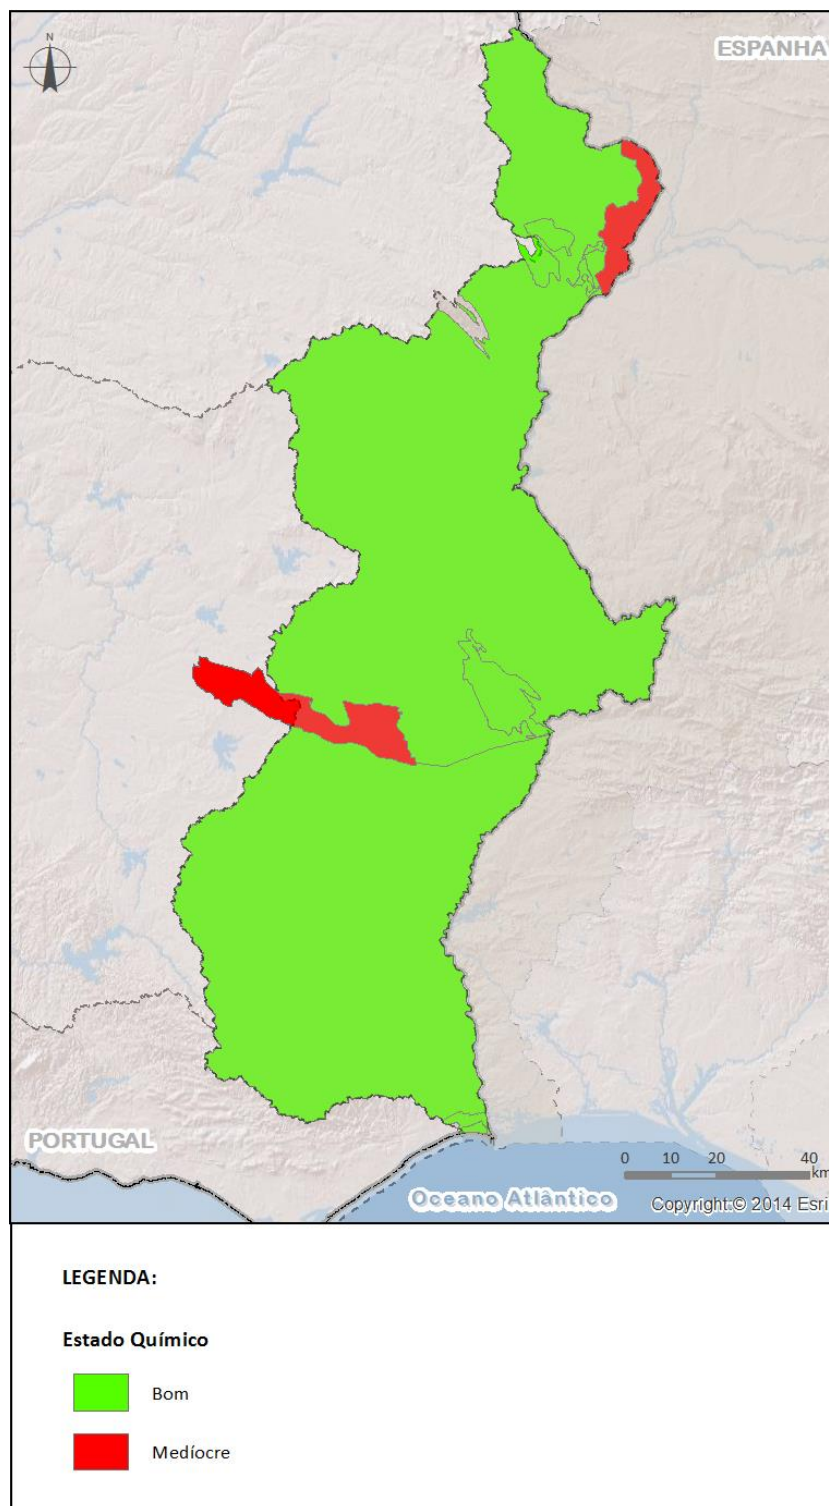 N
ESPANHA
PORTUGAL
0 10 20 40
km
Oceano Atlântico
Copyright:© 2014 Esri
LEGENDA:
Estado Químico
Bom
Medíocre